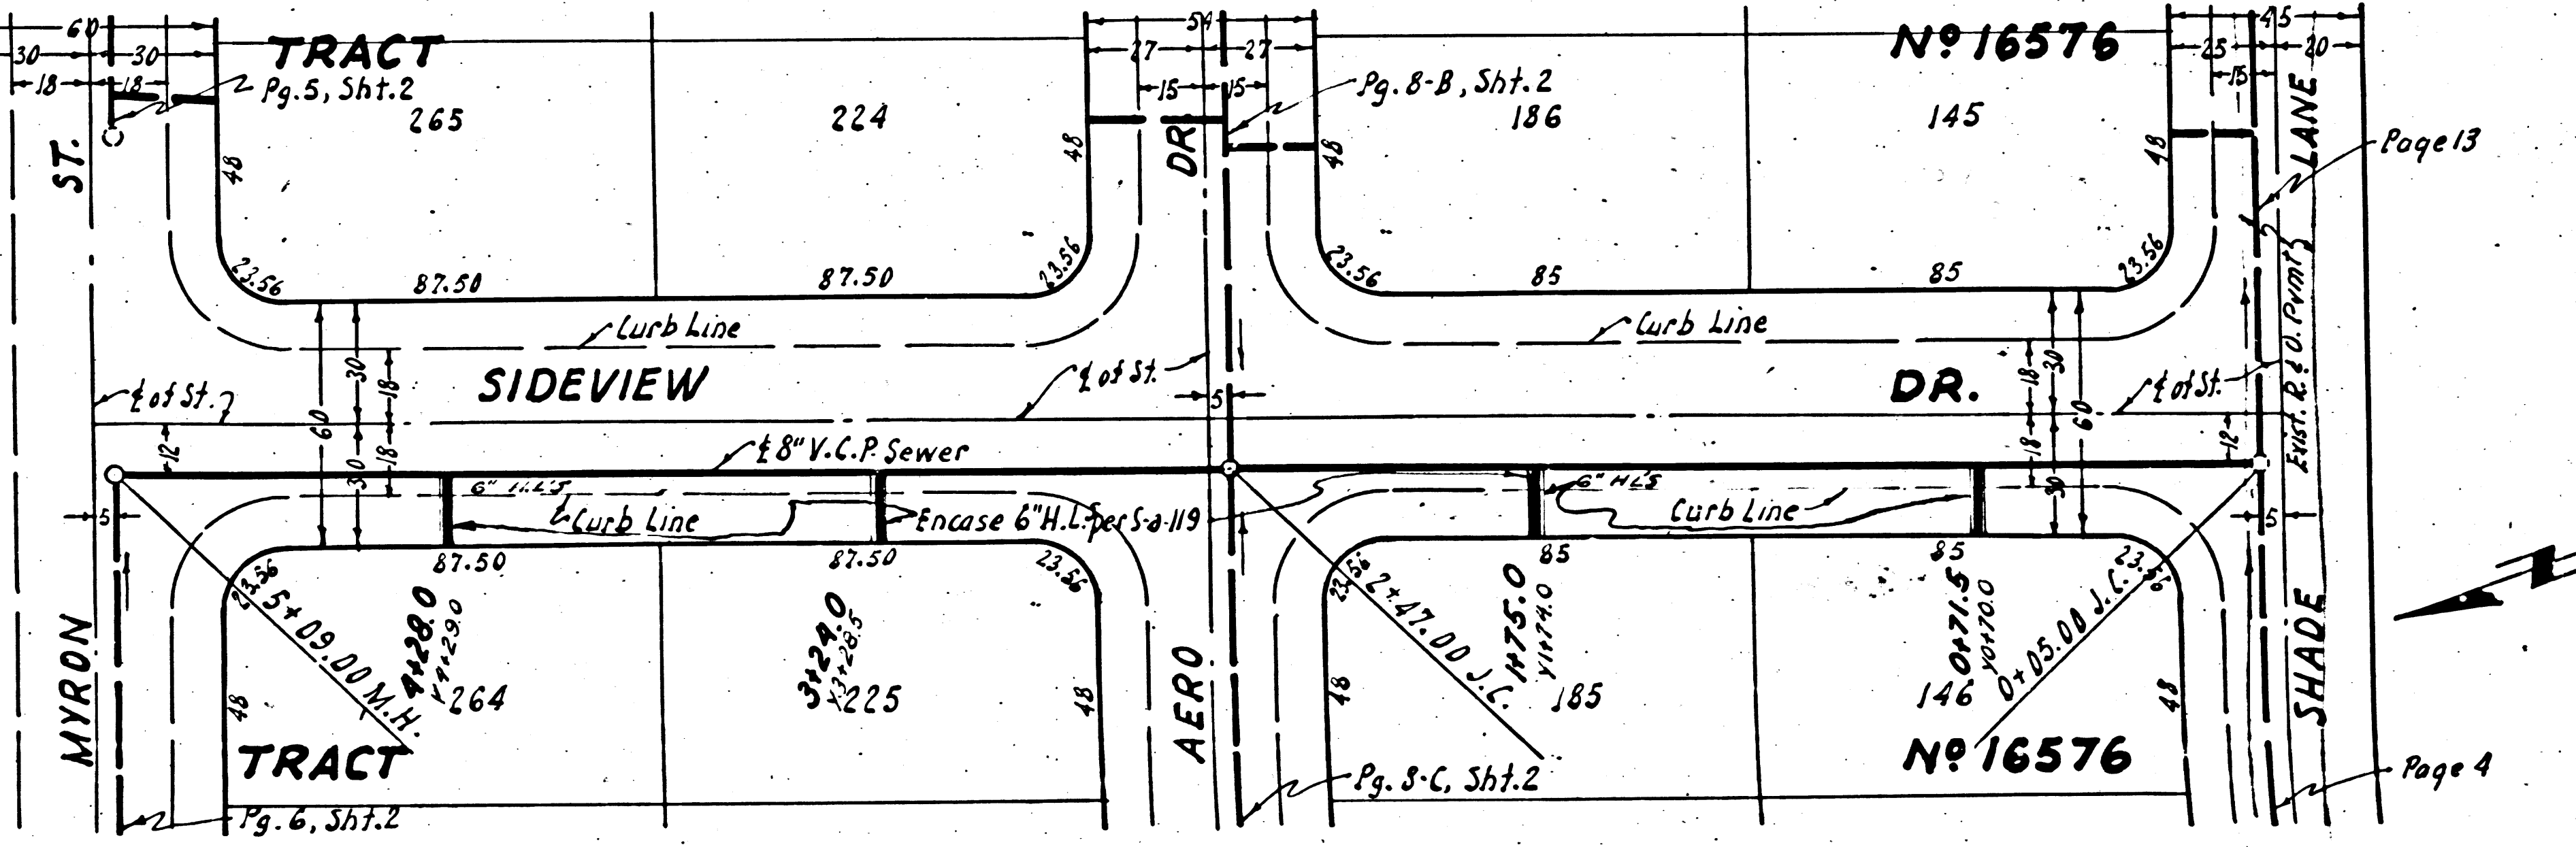 60
54
45
30
30
27
27
25
20
18
18
15
15
15
TRACT
Nº 16576
Pg. 5, Sht. 2
Pg. 8-B, Sht. 2
Page 13
265
224
186
145
ST.
DR.
LANE
48
48
48
48
23.56
87.50
87.50
23.56
23.56
85
85
23.56
Curb Line
Curb Line
Exist. R. & O. Pvmt
SIDEVIEW
DR.
℄ of St.
℄ of St.
℄ of St.
60
30
18
30
18
18
30
60
18
30
12
12
5
5
5
℄ 8" V.C.P. Sewer
6" H.L'S
6" HL'S
Curb Line
Encase 6" H.L. per S-a-119
Curb Line
23.56
87.50
87.50
23.56
23.56
85
85
23.56
5+09.00 M.H.
4+28.0
Y4+29.0
3+24.0
Y3+28.5
2+47.00 J.C.
1+75.0
Y1+74.0
0+71.5
Y0+70.0
0+05.00 J.C.
264
225
185
146
48
48
48
48
MYRON
AERO
SHADE
TRACT
Nº 16576
Pg. 6, Sht. 2
Pg. 8-C, Sht. 2
Page 4